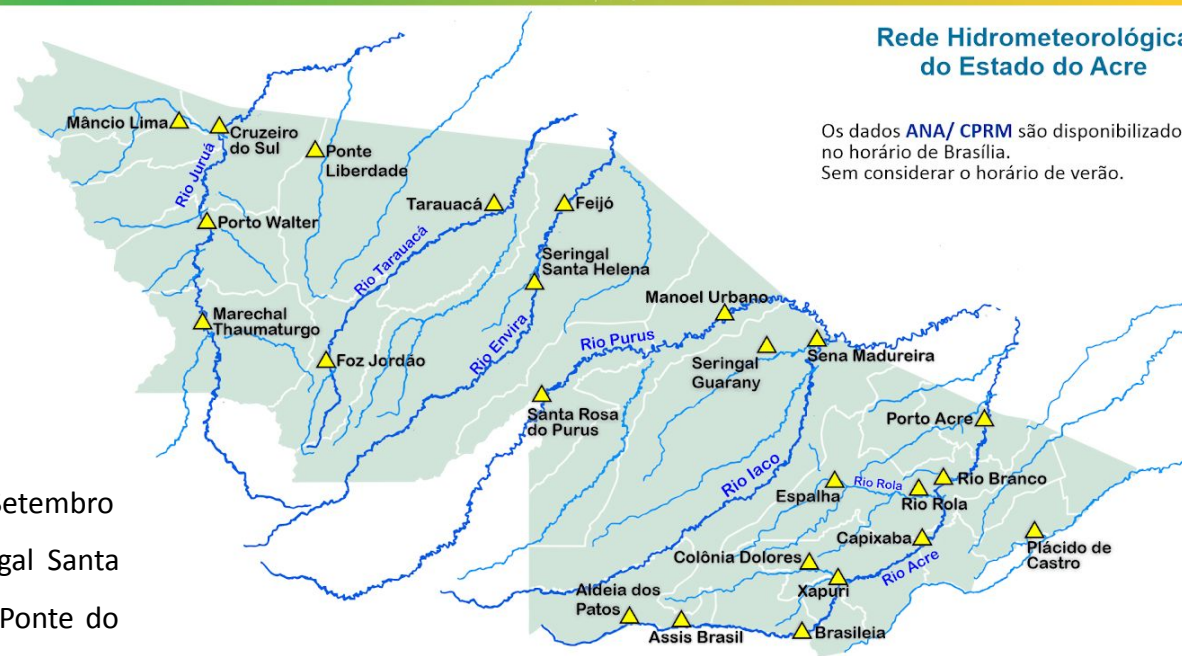 Rede Hidrometeorológica
do Estado do Acre
Os dados ANA/ CPRM são disponibilizado
no horário de Brasília.
Sem considerar o horário de verão.
Mâncio Lima
Cruzeiro
do Sul
Ponte
Liberdade
Rio Juruá
Porto Walter
Tarauacá
Feijó
Rio Tarauacá
Seringal
Santa Helena
Marechal
Thaumaturgo
Foz Jordão
Rio Envira
Manoel Urbano
Rio Purus
Seringal
Guarany
Sena Madureira
Santa Rosa
do Purus
Porto Acre
Rio Iaco
Espalha
Rio Rola
Rio Branco
Rio Rola
Capixaba
Plácido de
Castro
Colônia Dolores
Rio Acre
Xapuri
Aldeia dos
Patos
Assis Brasil
Brasileia
Setembro
gal Santa
Ponte do